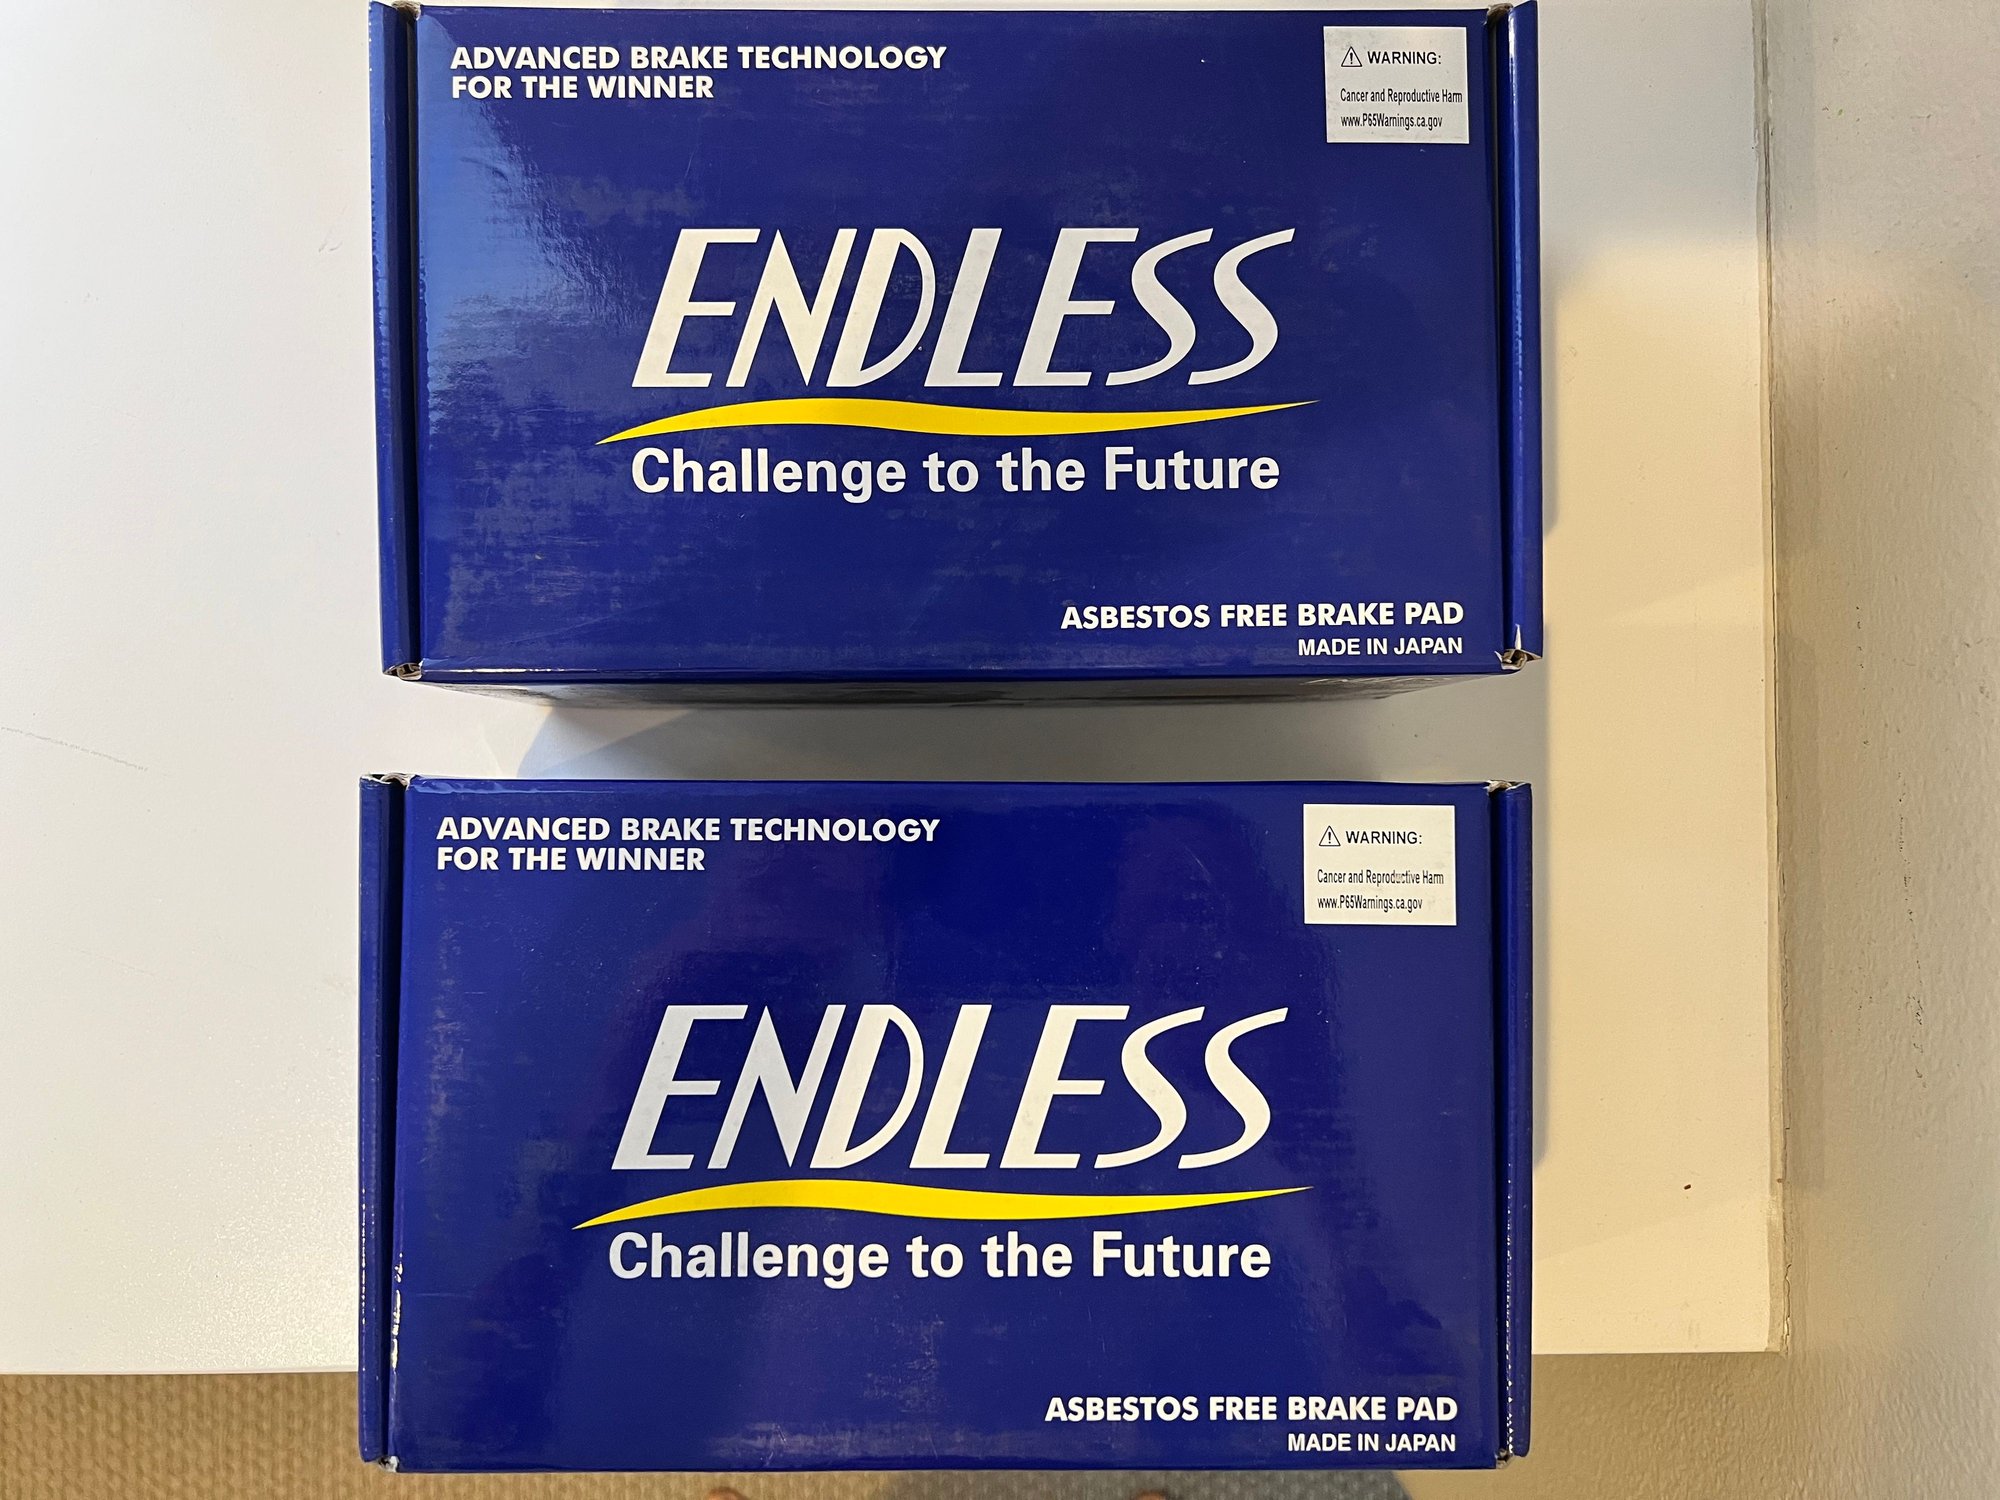 ADVANCED BRAKE TECHNOLOGY
FOR THE WINNER
⚠ WARNING:
Cancer and Reproductive Harm
www.P65Warnings.ca.gov
ENDLESS
Challenge to the Future
ASBESTOS FREE BRAKE PAD
MADE IN JAPAN
ADVANCED BRAKE TECHNOLOGY
FOR THE WINNER
⚠ WARNING:
Cancer and Reproductive Harm
www.P65Warnings.ca.gov
ENDLESS
Challenge to the Future
ASBESTOS FREE BRAKE PAD
MADE IN JAPAN